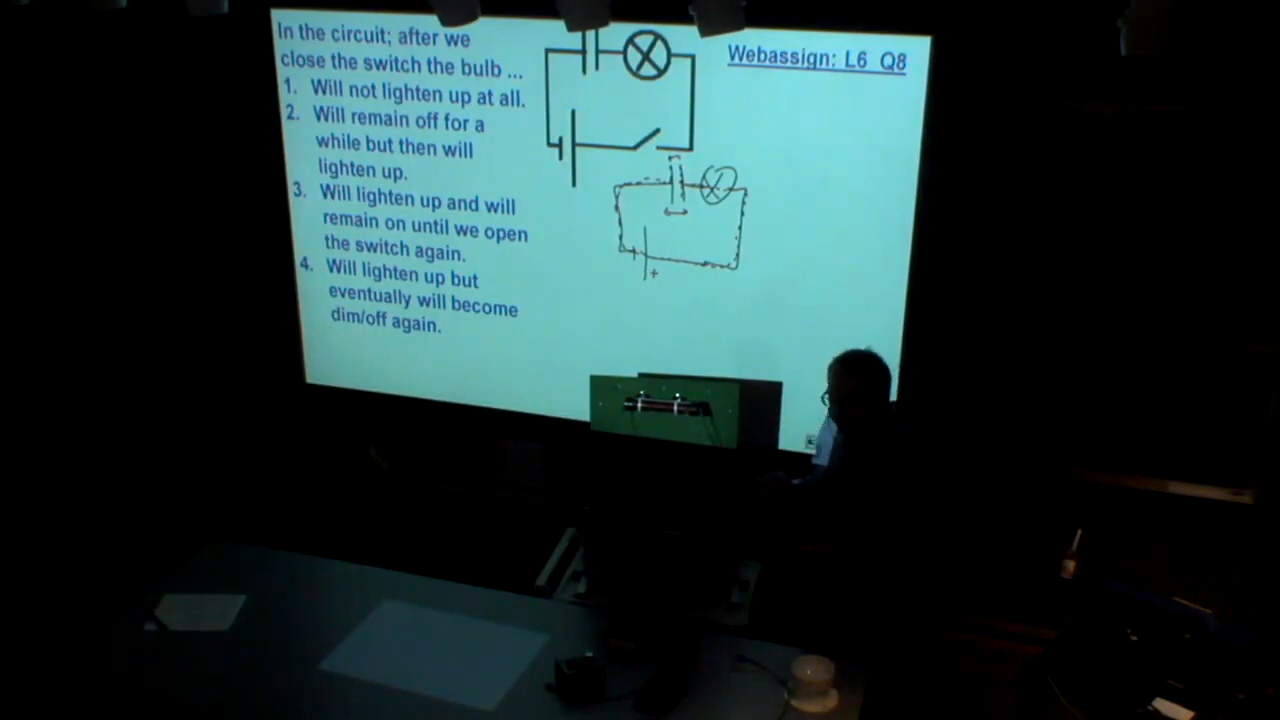 In the circuit; after we
close the switch the bulb ...
1. Will not lighten up at all.
2. Will remain off for a
while but then will
lighten up.
3. Will lighten up and will
remain on until we open
the switch again.
4. Will lighten up but
eventually will become
dim/off again.
Webassign: L6 Q8
+